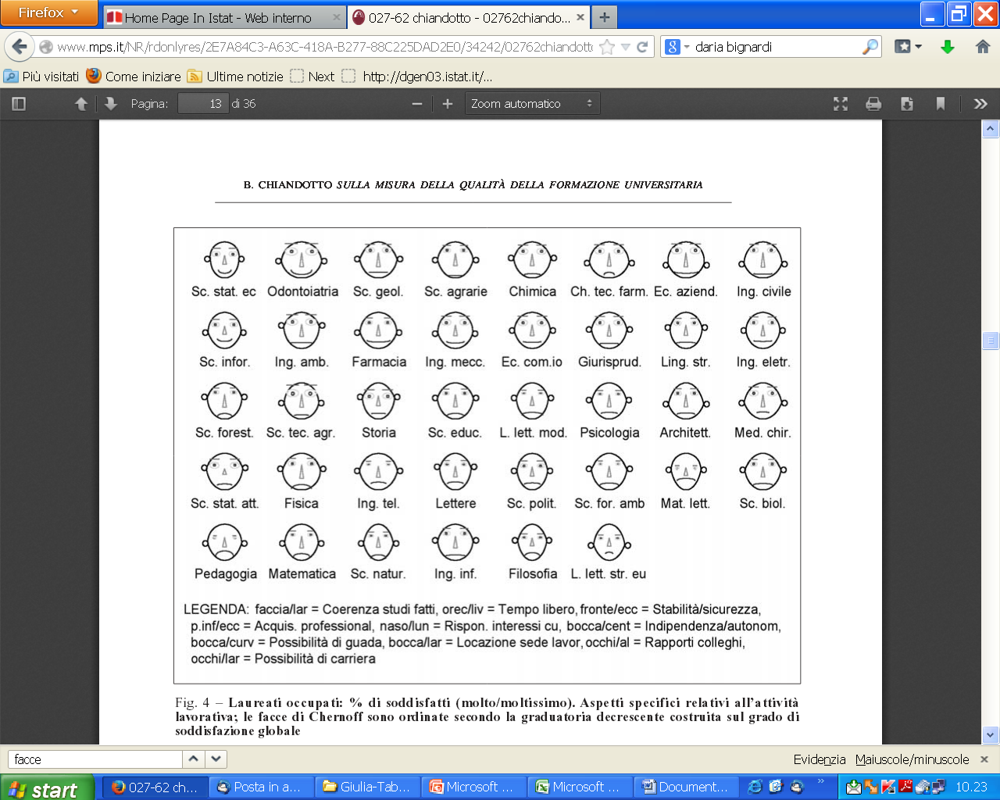 Firefox
Home Page In Istat - Web interno
027-62 chiandotto - 02762chiando...
www.mps.it/NR/rdonlyres/2E7A84C3-A63C-418A-B277-88C225DAD2E0/34242/02762chiandotto
daria bignardi
Più visitati Come iniziare Ultime notizie Next http://dgen03.istat.it/...
Pagina: 13 di 36 Zoom automatico
B. CHIANDOTTO SULLA MISURA DELLA QUALITÀ DELLA FORMAZIONE UNIVERSITARIA
Sc. stat. ec Odontoiatria Sc. geol. Sc. agrarie Chimica Ch. tec. farm. Ec. aziend. Ing. civile
Sc. infor. Ing. amb. Farmacia Ing. mecc. Ec. com.io Giurisprud. Ling. str. Ing. eletr.
Sc. forest. Sc. tec. agr. Storia Sc. educ. L. lett. mod. Psicologia Architett. Med. chir.
Sc. stat. att. Fisica Ing. tel. Lettere Sc. polit. Sc. for. amb Mat. lett. Sc. biol.
Pedagogia Matematica Sc. natur. Ing. inf. Filosofia L. lett. str. eu
LEGENDA: faccia/lar = Coerenza studi fatti, orec/liv = Tempo libero, fronte/ecc = Stabilità/sicurezza,
p.inf/ecc = Acquis. professional, naso/lun = Rispon. interessi cu, bocca/cent = Indipendenza/autonom,
bocca/curv = Possibilità di guada, bocca/lar = Locazione sede lavor, occhi/al = Rapporti colleghi,
occhi/lar = Possibilità di carriera
Fig. 4 – Laureati occupati: % di soddisfatti (molto/moltissimo). Aspetti specifici relativi all'attività
lavorativa; le facce di Chernoff sono ordinate secondo la graduatoria decrescente costruita sul grado di
soddisfazione globale
facce
Evidenzia Maiuscole/minuscole
start 027-62 ch... Posta in a... Giulia-Tab... Microsoft ... Microsoft ... Document... 10.23